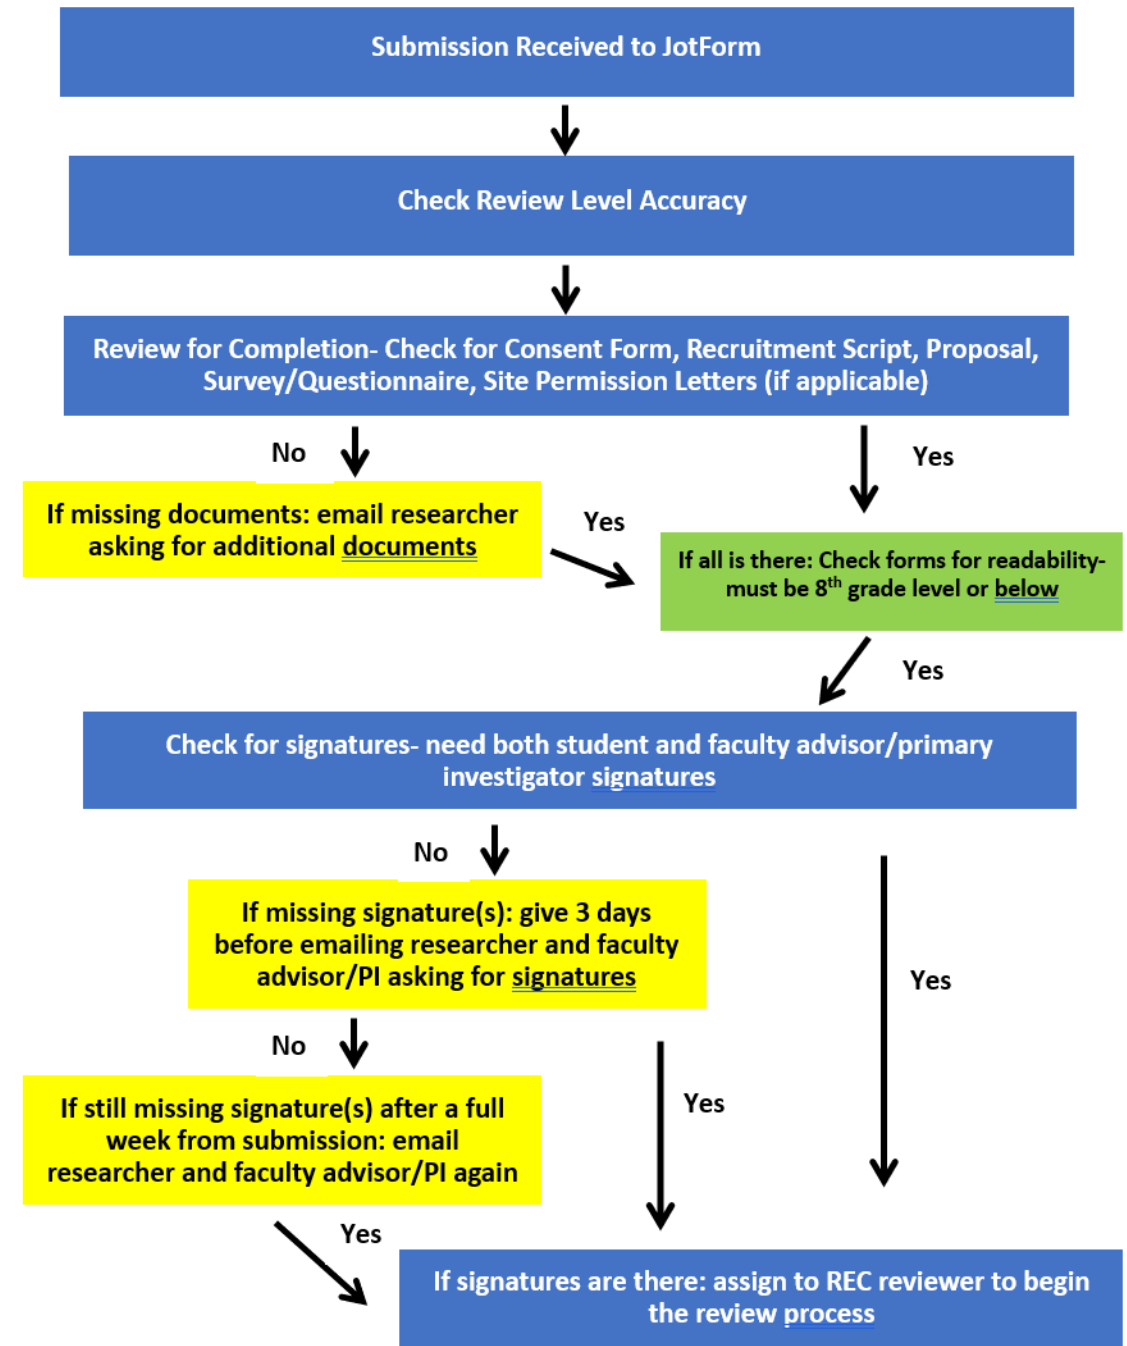 Submission Received to JotForm
Check Review Level Accuracy
Review for Completion- Check for Consent Form, Recruitment Script, Proposal,
Survey/Questionnaire, Site Permission Letters (if applicable)
No
Yes
If missing documents: email researcher
asking for additional documents
Yes
If all is there: Check forms for readability-
must be 8th grade level or below
Yes
Check for signatures- need both student and faculty advisor/primary
investigator signatures
No
If missing signature(s): give 3 days
before emailing researcher and faculty
advisor/PI asking for signatures
Yes
No
If still missing signature(s) after a full
week from submission: email
researcher and faculty advisor/PI again
Yes
Yes
If signatures are there: assign to REC reviewer to begin
the review process